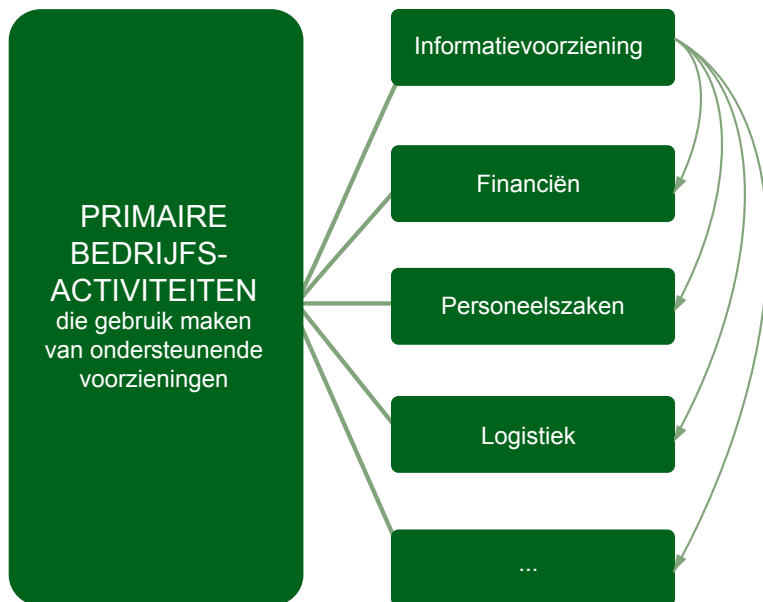 PRIMAIRE
BEDRIJFS-
ACTIVITEITEN
die gebruik maken
van ondersteunende
voorzieningen
Informatievoorziening
Financiën
Personeelszaken
Logistiek
...